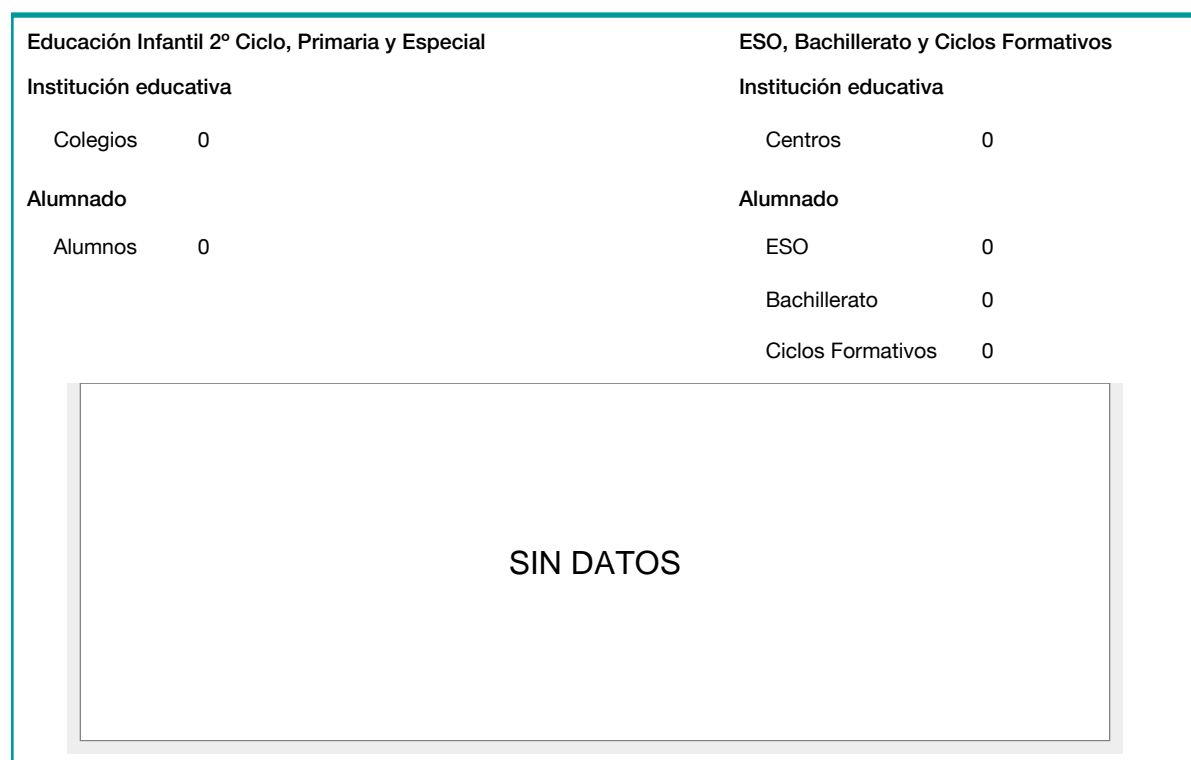 Educación Infantil 2º Ciclo, Primaria y Especial
Institución educativa
Colegios 0
Alumnado
Alumnos 0
ESO, Bachillerato y Ciclos Formativos
Institución educativa
Centros 0
Alumnado
ESO 0
Bachillerato 0
Ciclos Formativos 0
SIN DATOS